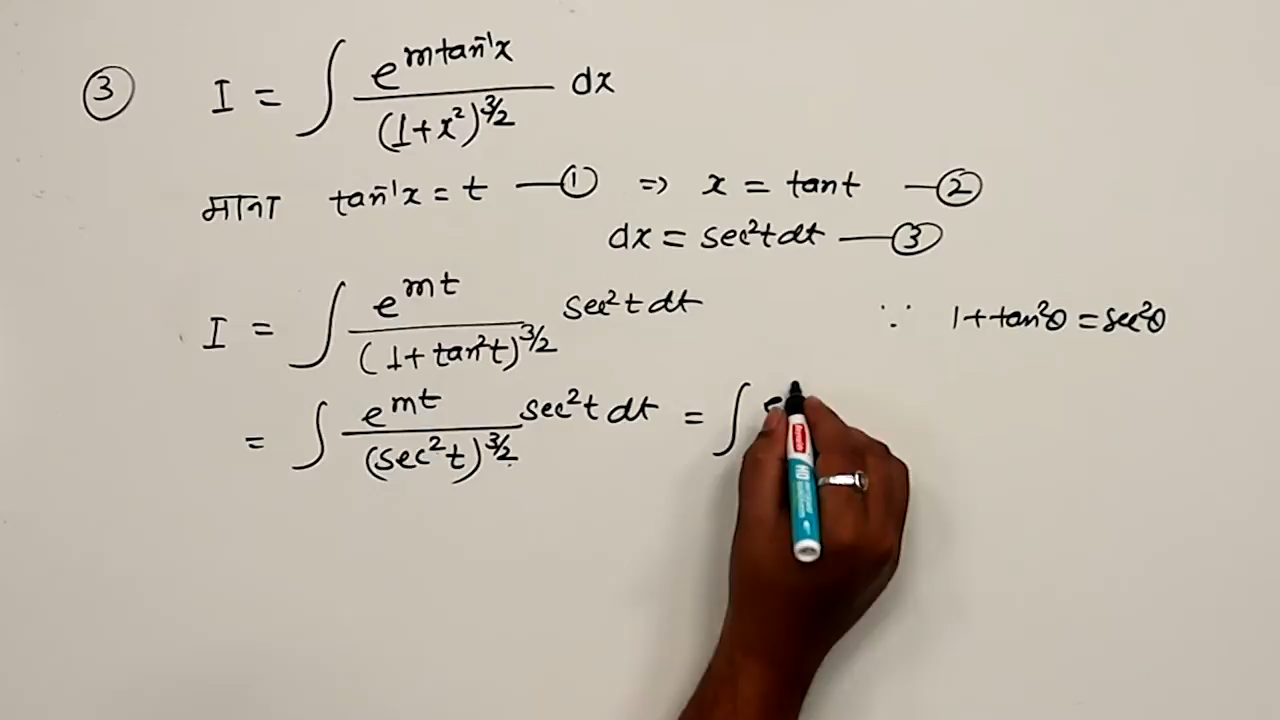 ③ I = ∫ e^(m tan⁻¹x) / (1+x²)^(3/2) dx
माना tan⁻¹x = t —① ⇒ x = tant —②
dx = sec²t dt —③
I = ∫ e^(mt) / (1+tan²t)^(3/2) sec²t dt ∵ 1+tan²θ = sec²θ
= ∫ e^(mt) / (sec²t)^(3/2) sec²t dt = ∫ e